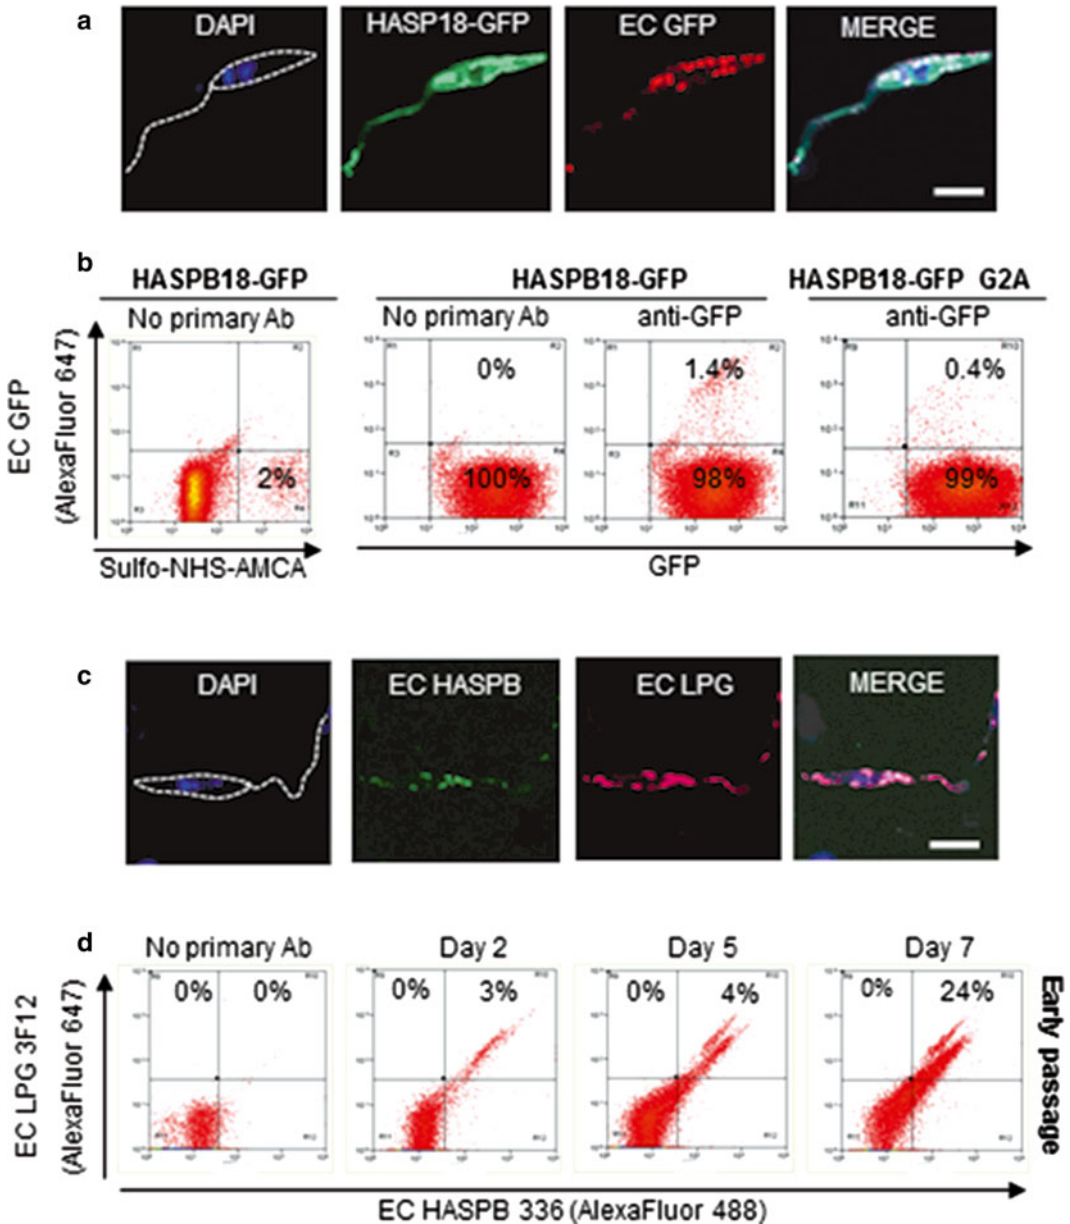 a
DAPI
HASP18-GFP
EC GFP
MERGE
b
HASPB18-GFP
HASPB18-GFP
HASPB18-GFP G2A
No primary Ab
No primary Ab
anti-GFP
anti-GFP
EC GFP
(AlexaFluor 647)
2%
0%
100%
1.4%
98%
0.4%
99%
Sulfo-NHS-AMCA
GFP
c
DAPI
EC HASPB
EC LPG
MERGE
d
No primary Ab
Day 2
Day 5
Day 7
EC LPG 3F12
(AlexaFluor 647)
0%
0%
0%
3%
0%
4%
0%
24%
Early passage
EC HASPB 336 (AlexaFluor 488)